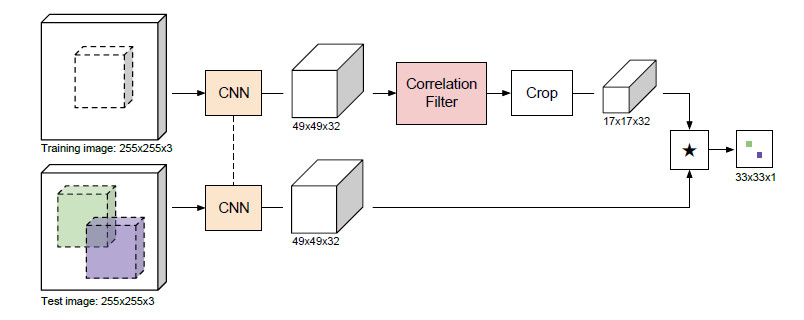 Training image: 255x255x3
CNN
49x49x32
Correlation
Filter
Crop
17x17x32
★
33x33x1
Test image: 255x255x3
CNN
49x49x32